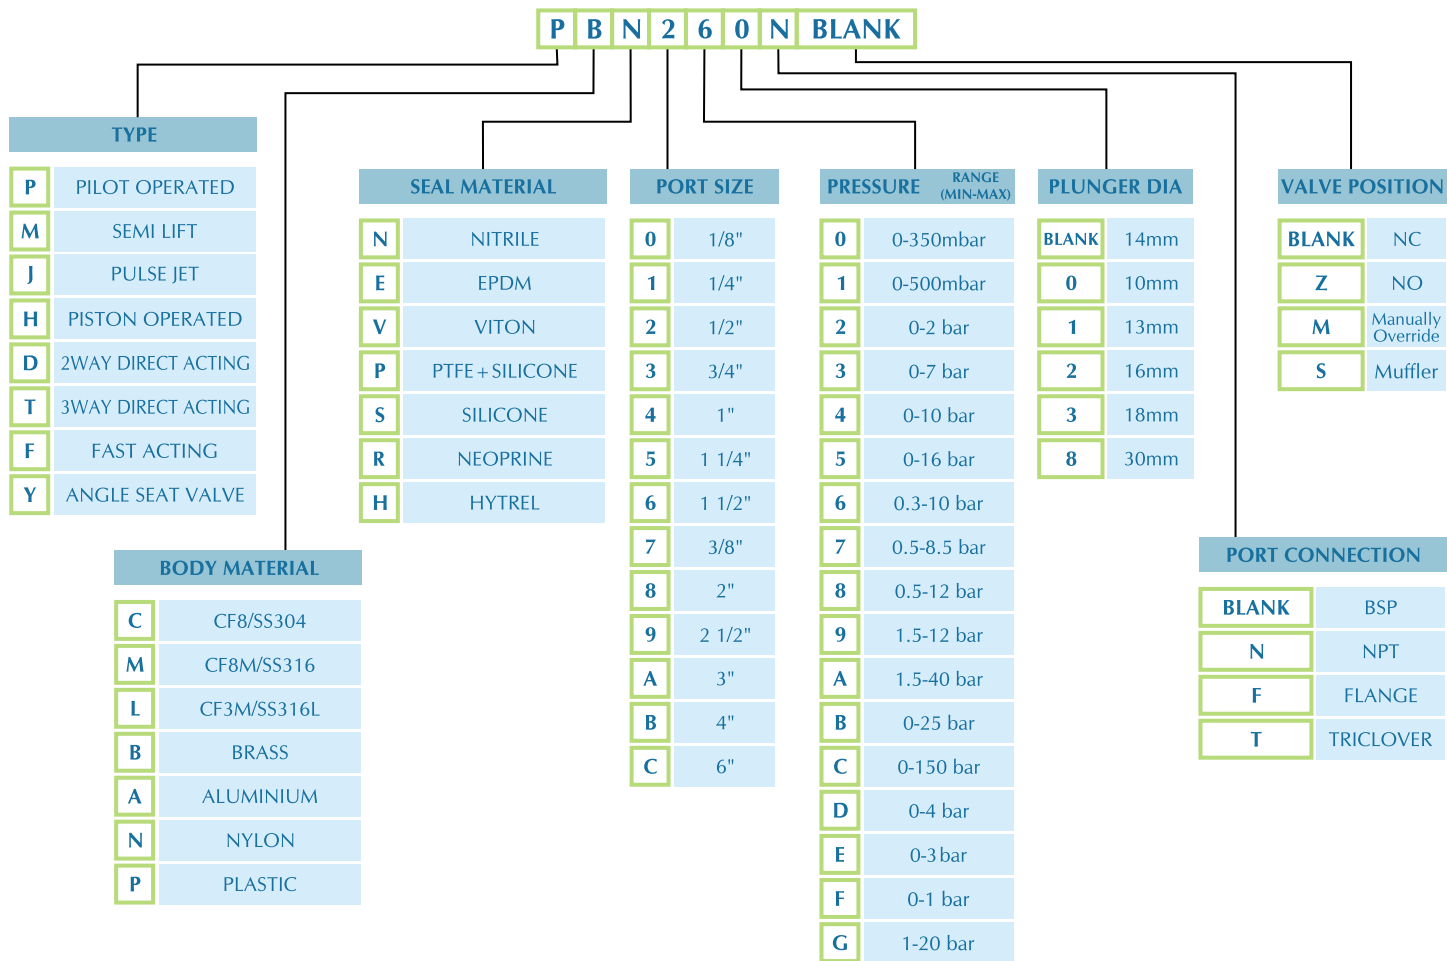 P B N 2 6 0 N BLANK
TYPE
P PILOT OPERATED
M SEMI LIFT
J PULSE JET
H PISTON OPERATED
D 2WAY DIRECT ACTING
T 3WAY DIRECT ACTING
F FAST ACTING
Y ANGLE SEAT VALVE
BODY MATERIAL
C CF8/SS304
M CF8M/SS316
L CF3M/SS316L
B BRASS
A ALUMINIUM
N NYLON
P PLASTIC
SEAL MATERIAL
N NITRILE
E EPDM
V VITON
P PTFE+SILICONE
S SILICONE
R NEOPRINE
H HYTREL
PORT SIZE
0 1/8"
1 1/4"
2 1/2"
3 3/4"
4 1"
5 1 1/4"
6 1 1/2"
7 3/8"
8 2"
9 2 1/2"
A 3"
B 4"
C 6"
PRESSURE RANGE
(MIN-MAX)
0 0-350mbar
1 0-500mbar
2 0-2 bar
3 0-7 bar
4 0-10 bar
5 0-16 bar
6 0.3-10 bar
7 0.5-8.5 bar
8 0.5-12 bar
9 1.5-12 bar
A 1.5-40 bar
B 0-25 bar
C 0-150 bar
D 0-4 bar
E 0-3 bar
F 0-1 bar
G 1-20 bar
PLUNGER DIA
BLANK 14mm
0 10mm
1 13mm
2 16mm
3 18mm
8 30mm
VALVE POSITION
BLANK NC
Z NO
M Manually
Override
S Muffler
PORT CONNECTION
BLANK BSP
N NPT
F FLANGE
T TRICLOVER